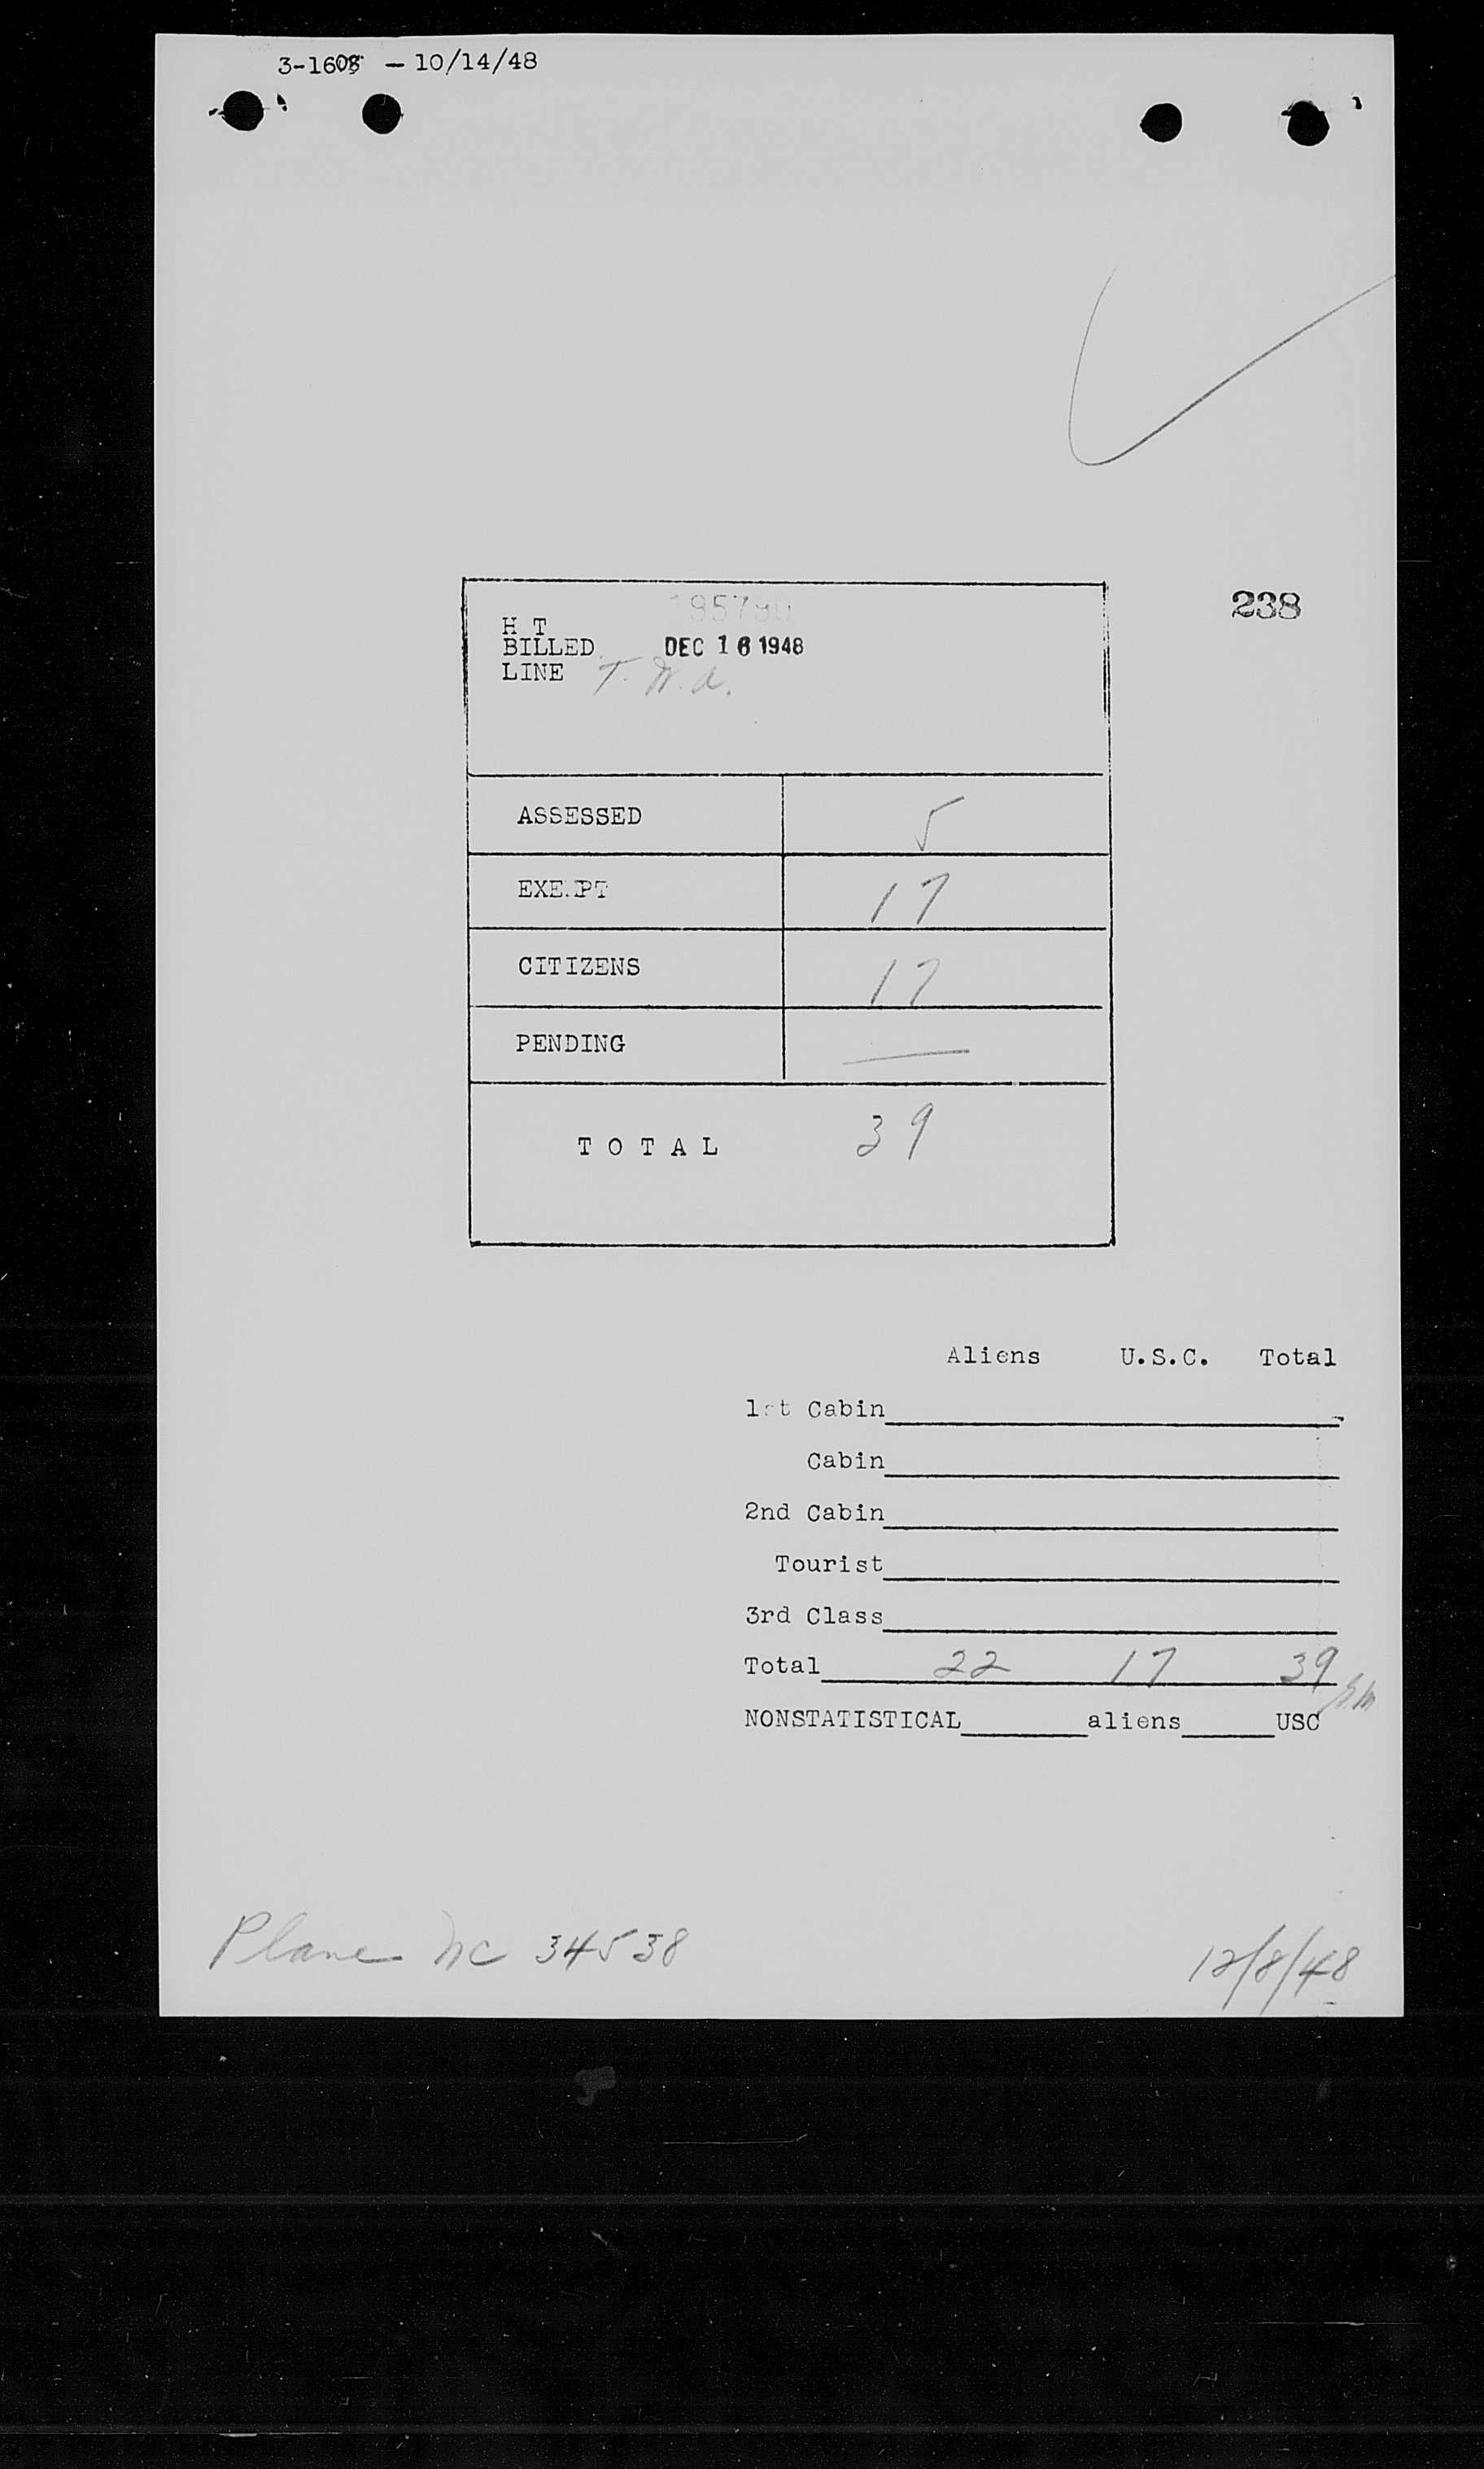 3-1608 - 10/14/48
238
H T
BILLED DEC 16 1948
LINE T.W.A.
ASSESSED 5
EXEMPT 17
CITIZENS 17
PENDING —
TOTAL 39
Aliens U.S.C. Total
1st Cabin
Cabin
2nd Cabin
Tourist
3rd Class
Total 22 17 39
NONSTATISTICAL aliens USC
Plane NC 34538
12/8/48